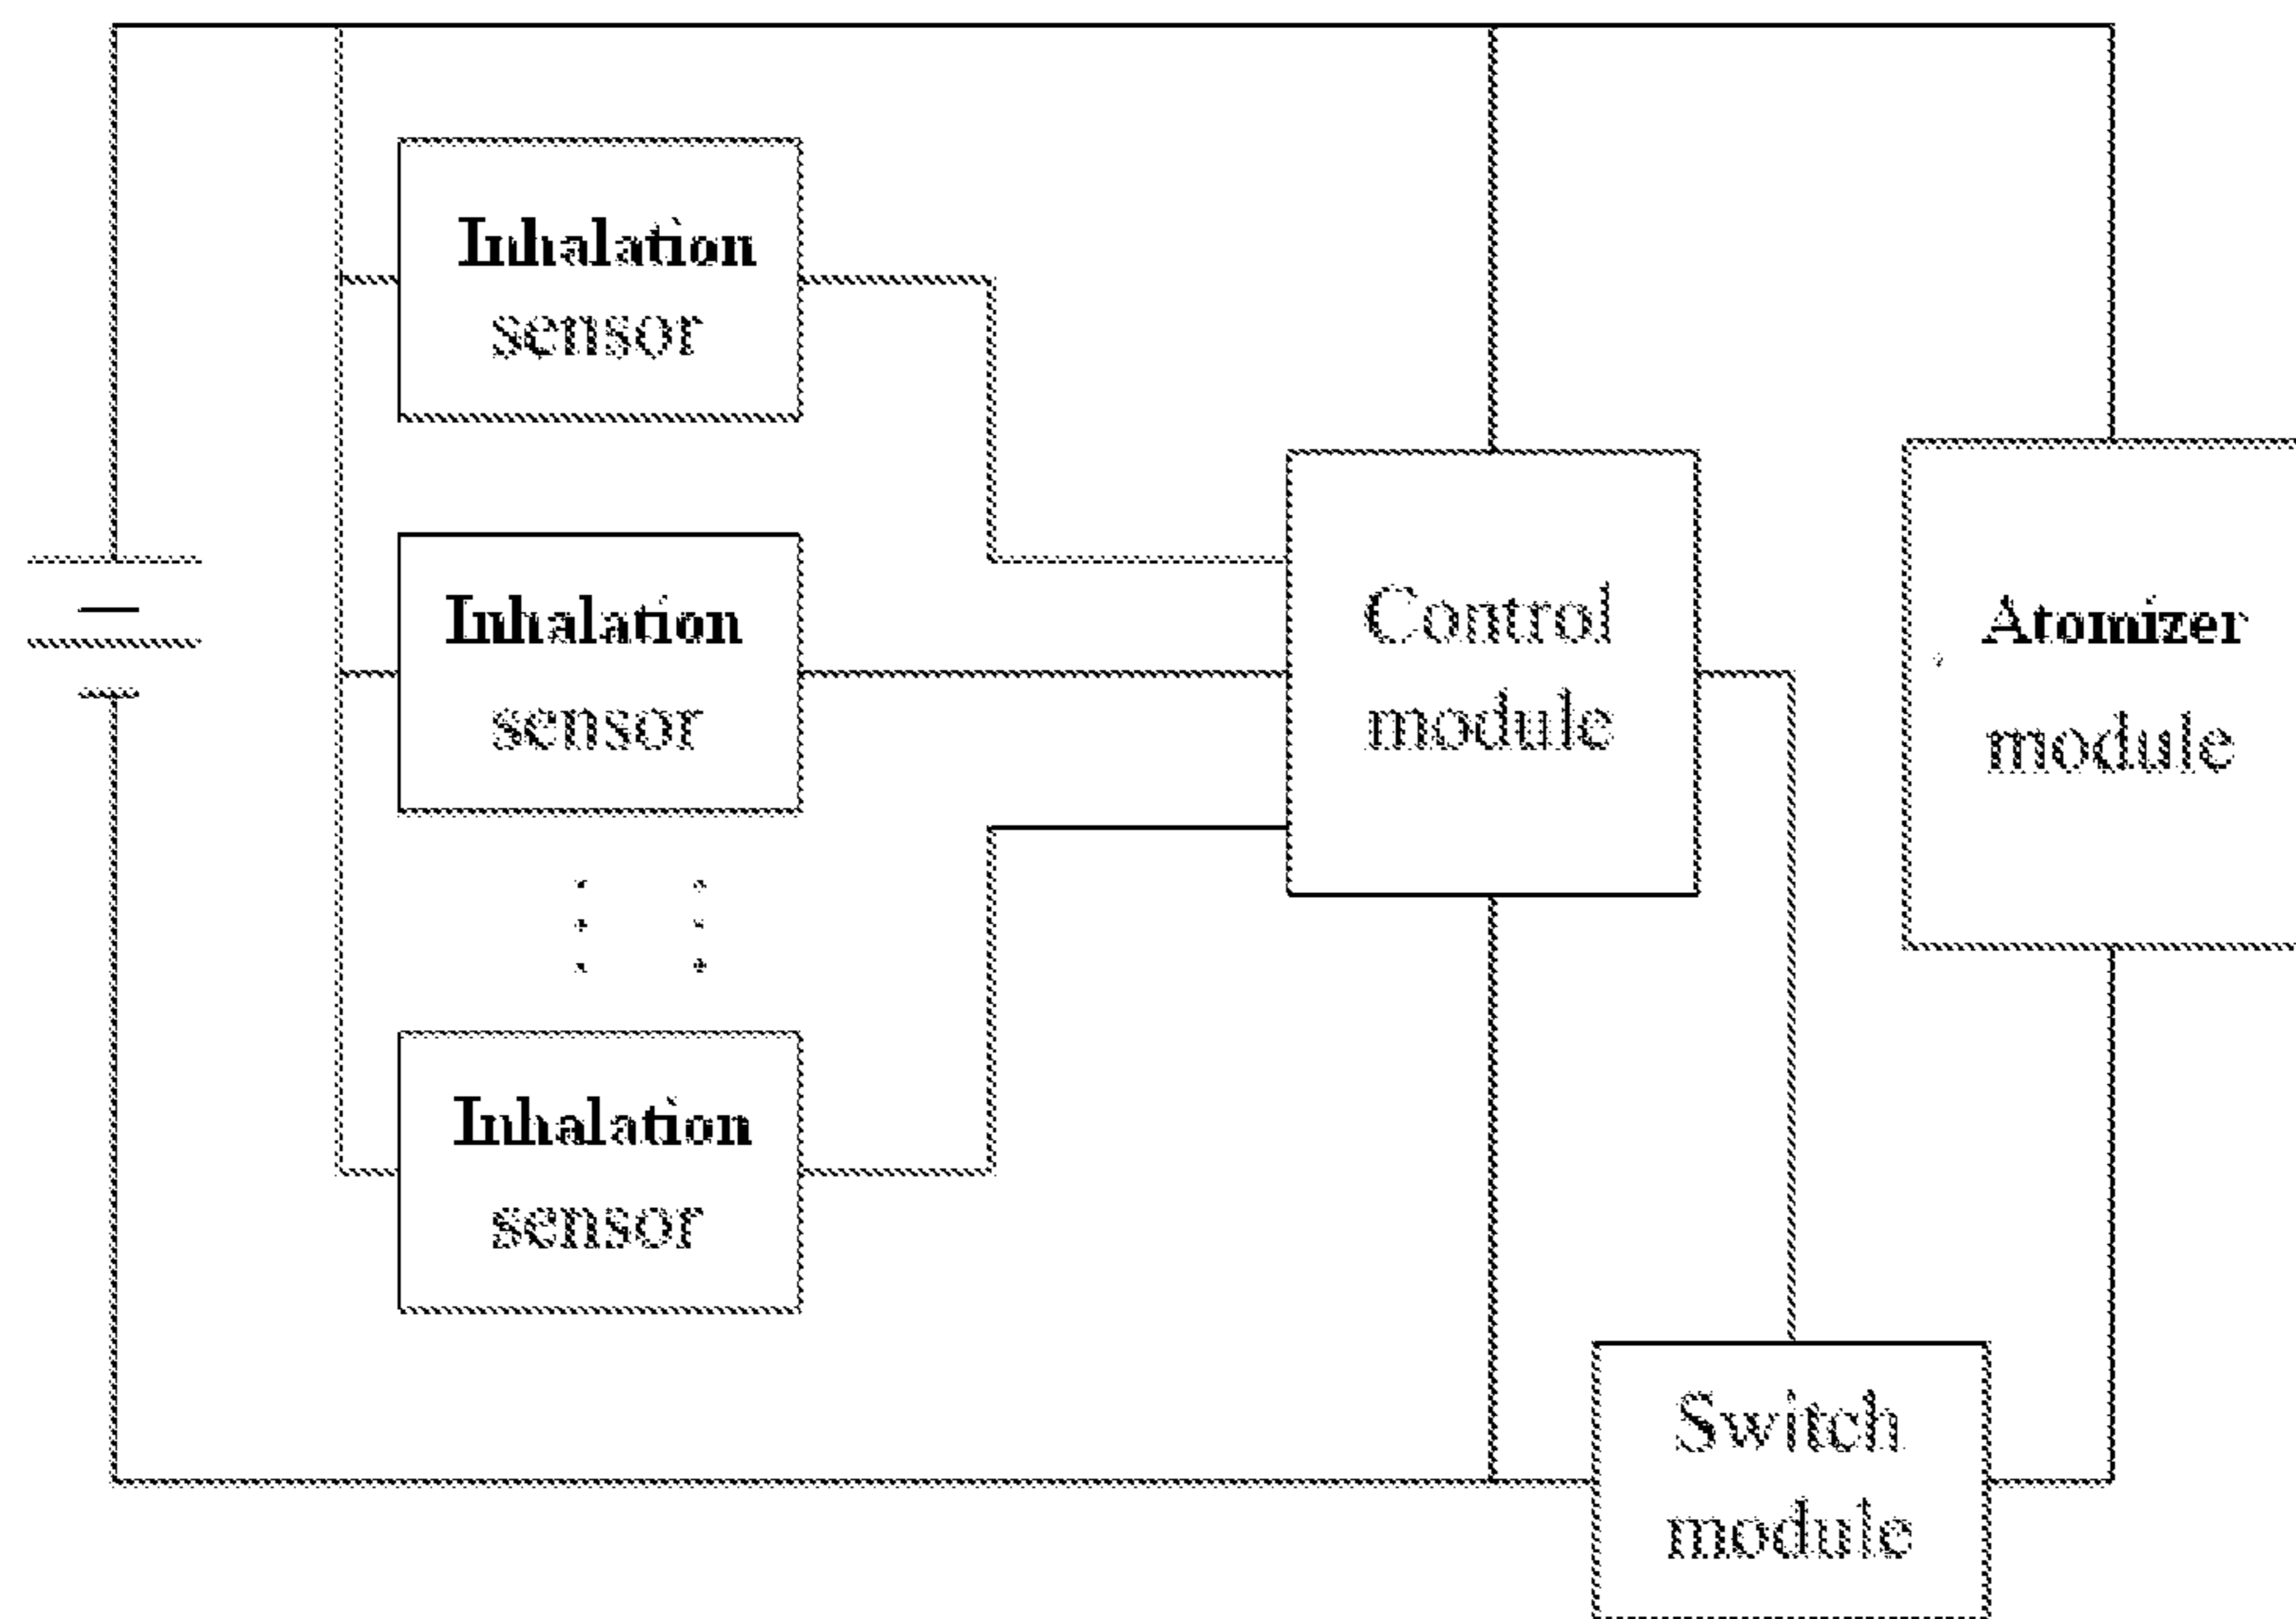 Inhalation
sensor
Inhalation
sensor
Control
module
Atomizer
module
Inhalation
sensor
Switch
module